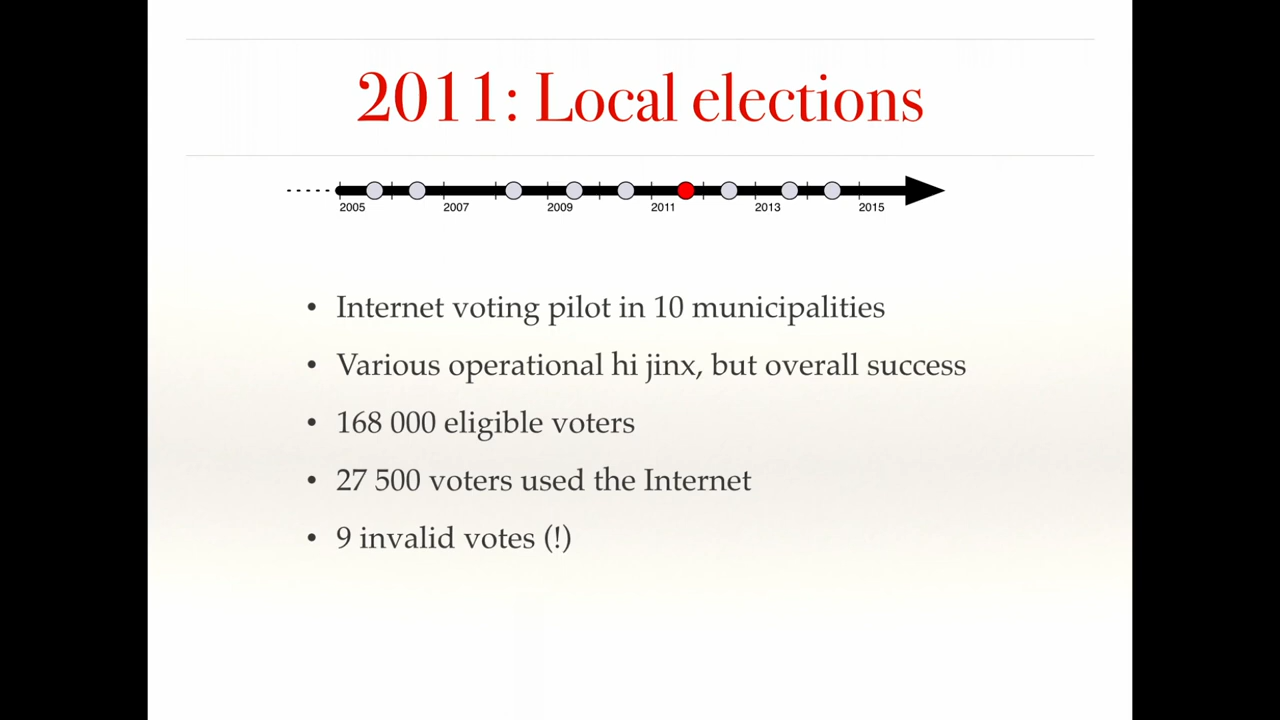 2011: Local elections
2005 2007 2009 2011 2013 2015
• Internet voting pilot in 10 municipalities
• Various operational hi jinx, but overall success
• 168 000 eligible voters
• 27 500 voters used the Internet
• 9 invalid votes (!)